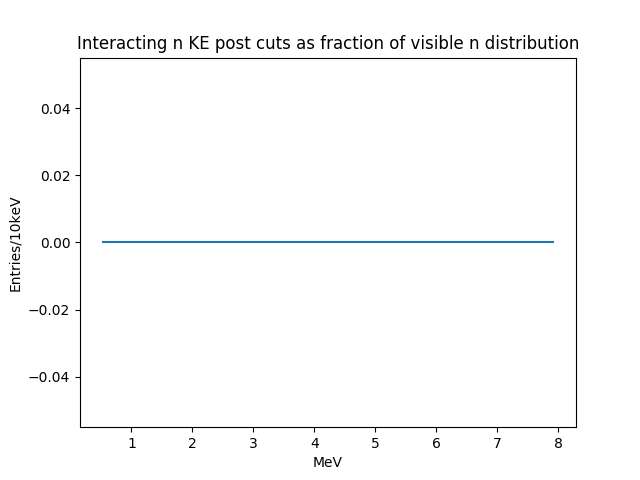 Interacting n KE post cuts as fraction of visible n distribution
0.04
0.02
0.00
−0.02
−0.04
Entries/10keV
1 2 3 4 5 6 7 8
MeV